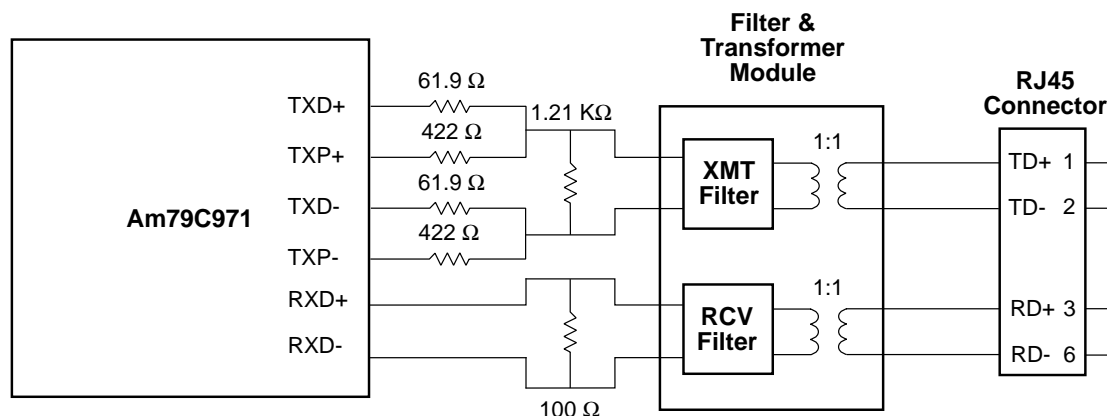 Filter &
Transformer
Module
RJ45
Connector
Am79C971
TXD+
TXP+
TXD-
TXP-
RXD+
RXD-
61.9 Ω
422 Ω
61.9 Ω
422 Ω
1.21 KΩ
100 Ω
XMT
Filter
1:1
RCV
Filter
1:1
TD+ 1
TD- 2
RD+ 3
RD- 6